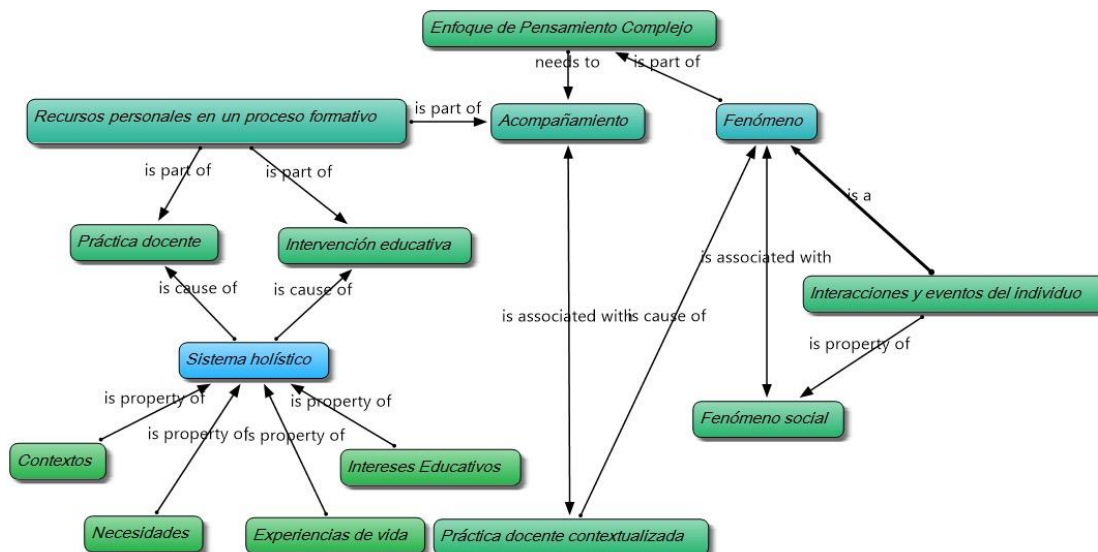 Enfoque de Pensamiento Complejo
needs to
is part of
Recursos personales en un proceso formativo
is part of
Acompañamiento
Fenómeno
is part of
is part of
is a
Práctica docente
Intervención educativa
is associated with
is cause of
is cause of
Interacciones y eventos del individuo
is associated with
is cause of
is property of
Sistema holístico
is property of
is property of
is property of
is property of
Fenómeno social
Contextos
Intereses Educativos
Necesidades
Experiencias de vida
Práctica docente contextualizada